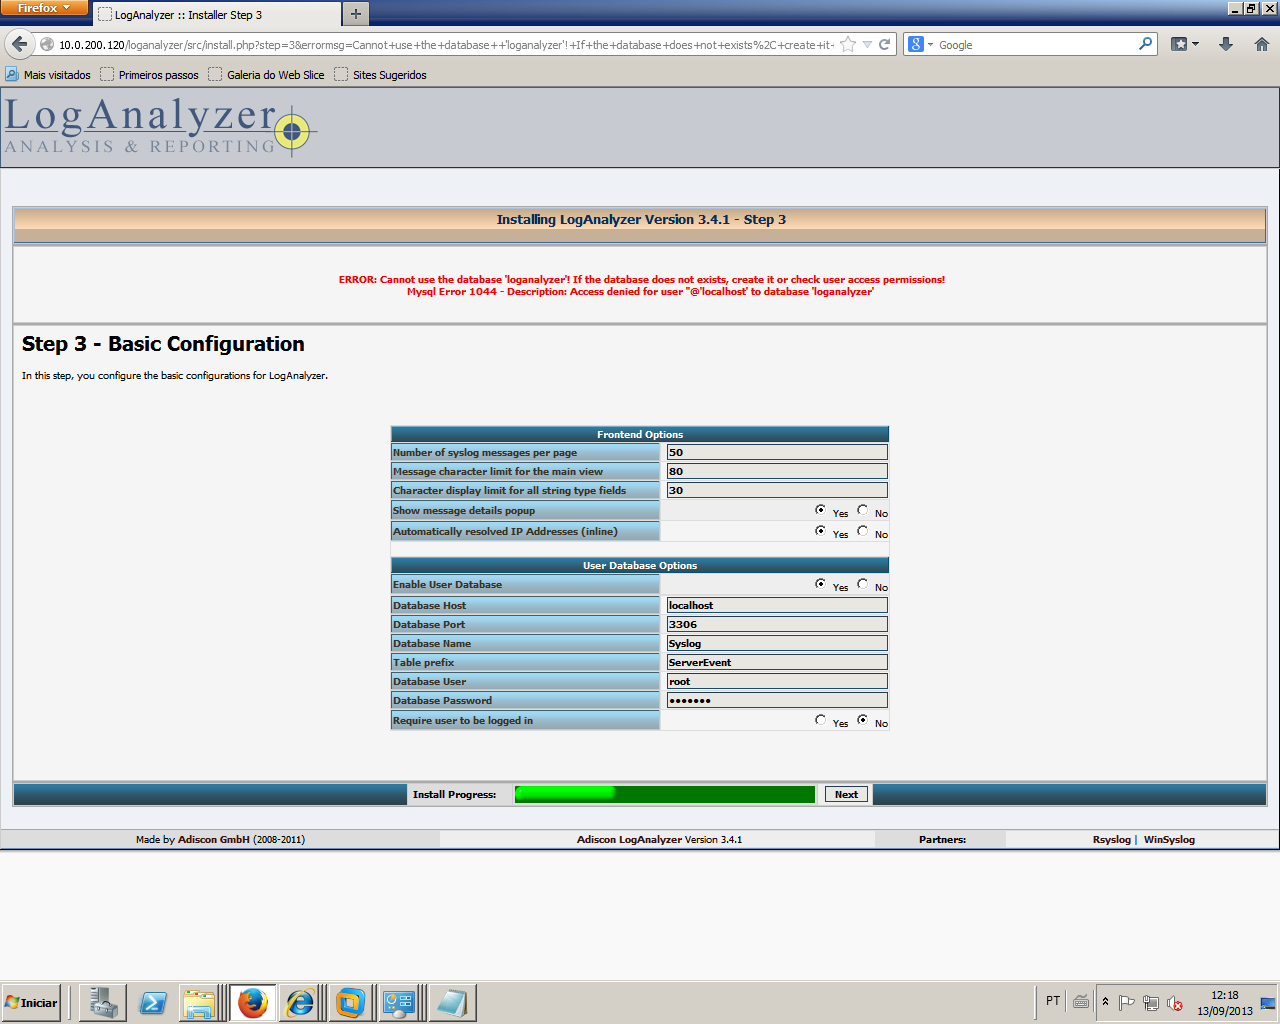 Firefox
LogAnalyzer :: Installer Step 3
10.0.200.120/loganalyzer/src/install.php?step=3&errormsg=Cannot+use+the+database++'loganalyzer'!+If+the+database+does+not+exists%2C+create+it-
Google
Mais visitados
Primeiros passos
Galeria do Web Slice
Sites Sugeridos
LogAnalyzer
ANALYSIS & REPORTING
Installing LogAnalyzer Version 3.4.1 - Step 3
ERROR: Cannot use the database 'loganalyzer'! If the database does not exists, create it or check user access permissions!
Mysql Error 1044 - Description: Access denied for user ''@'localhost' to database 'loganalyzer'
Step 3 - Basic Configuration
In this step, you configure the basic configurations for LogAnalyzer.
Frontend Options
Number of syslog messages per page 50
Message character limit for the main view 80
Character display limit for all string type fields 30
Show message details popup Yes No
Automatically resolved IP Addresses (inline) Yes No
User Database Options
Enable User Database Yes No
Database Host localhost
Database Port 3306
Database Name Syslog
Table prefix ServerEvent
Database User root
Database Password •••••••
Require user to be logged in Yes No
Install Progress: Next
Made by Adiscon GmbH (2008-2011) Adiscon LogAnalyzer Version 3.4.1 Partners: Rsyslog | WinSyslog
Iniciar
PT
12:18
13/09/2013